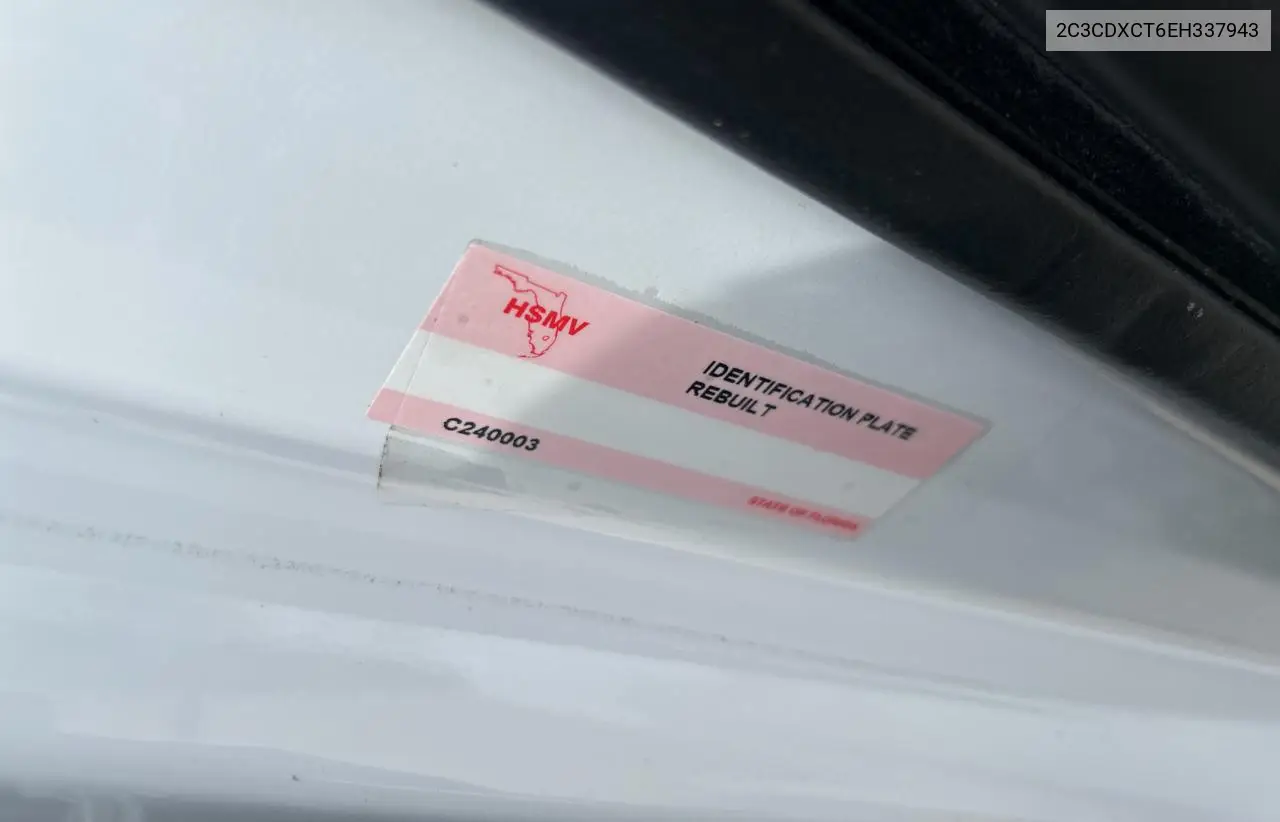 2C3CDXCT6EH337943
HSMV
IDENTIFICATION PLATE
REBUILT
C240003
STATE OF FLORIDA